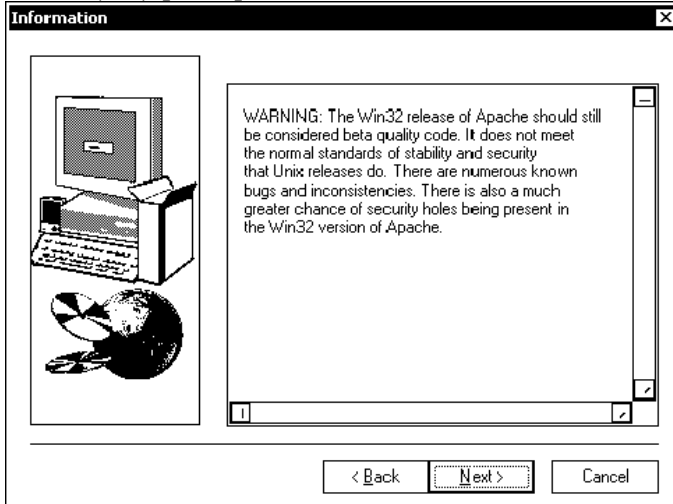 Information
WARNING: The Win32 release of Apache should still
be considered beta quality code. It does not meet
the normal standards of stability and security
that Unix releases do. There are numerous known
bugs and inconsistencies. There is also a much
greater chance of security holes being present in
the Win32 version of Apache.
< Back Next > Cancel